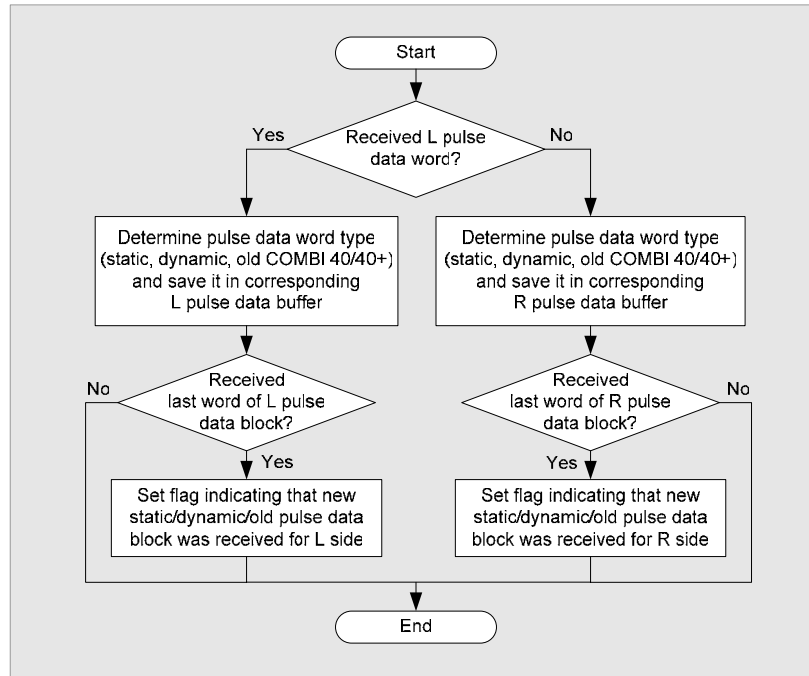 Start
Received L pulse
data word?
Yes
No
Determine pulse data word type
(static, dynamic, old COMBI 40/40+)
and save it in corresponding
L pulse data buffer
Determine pulse data word type
(static, dynamic, old COMBI 40/40+)
and save it in corresponding
R pulse data buffer
No
Received
last word of L pulse
data block?
Yes
Received
last word of R pulse
data block?
No
Yes
Set flag indicating that new
static/dynamic/old pulse data
block was received for L side
Set flag indicating that new
static/dynamic/old pulse data
block was received for R side
End